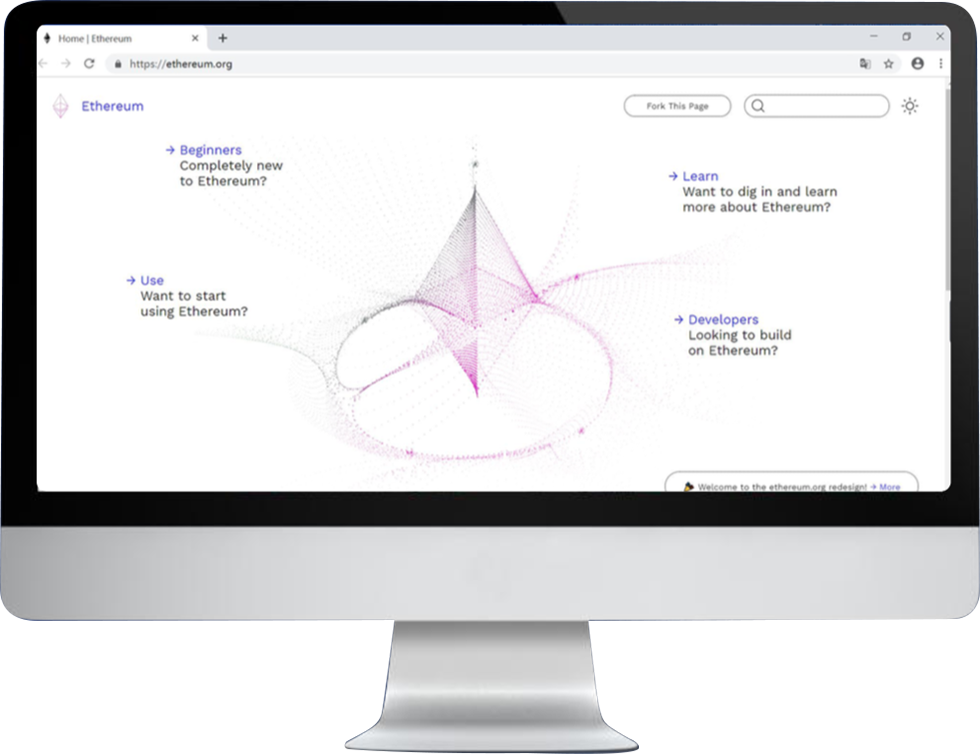 Home | Ethereum
https://ethereum.org
Ethereum
Fork This Page
→ Beginners
Completely new
to Ethereum?
→ Learn
Want to dig in and learn
more about Ethereum?
→ Use
Want to start
using Ethereum?
→ Developers
Looking to build
on Ethereum?
Welcome to the ethereum.org redesign! → More